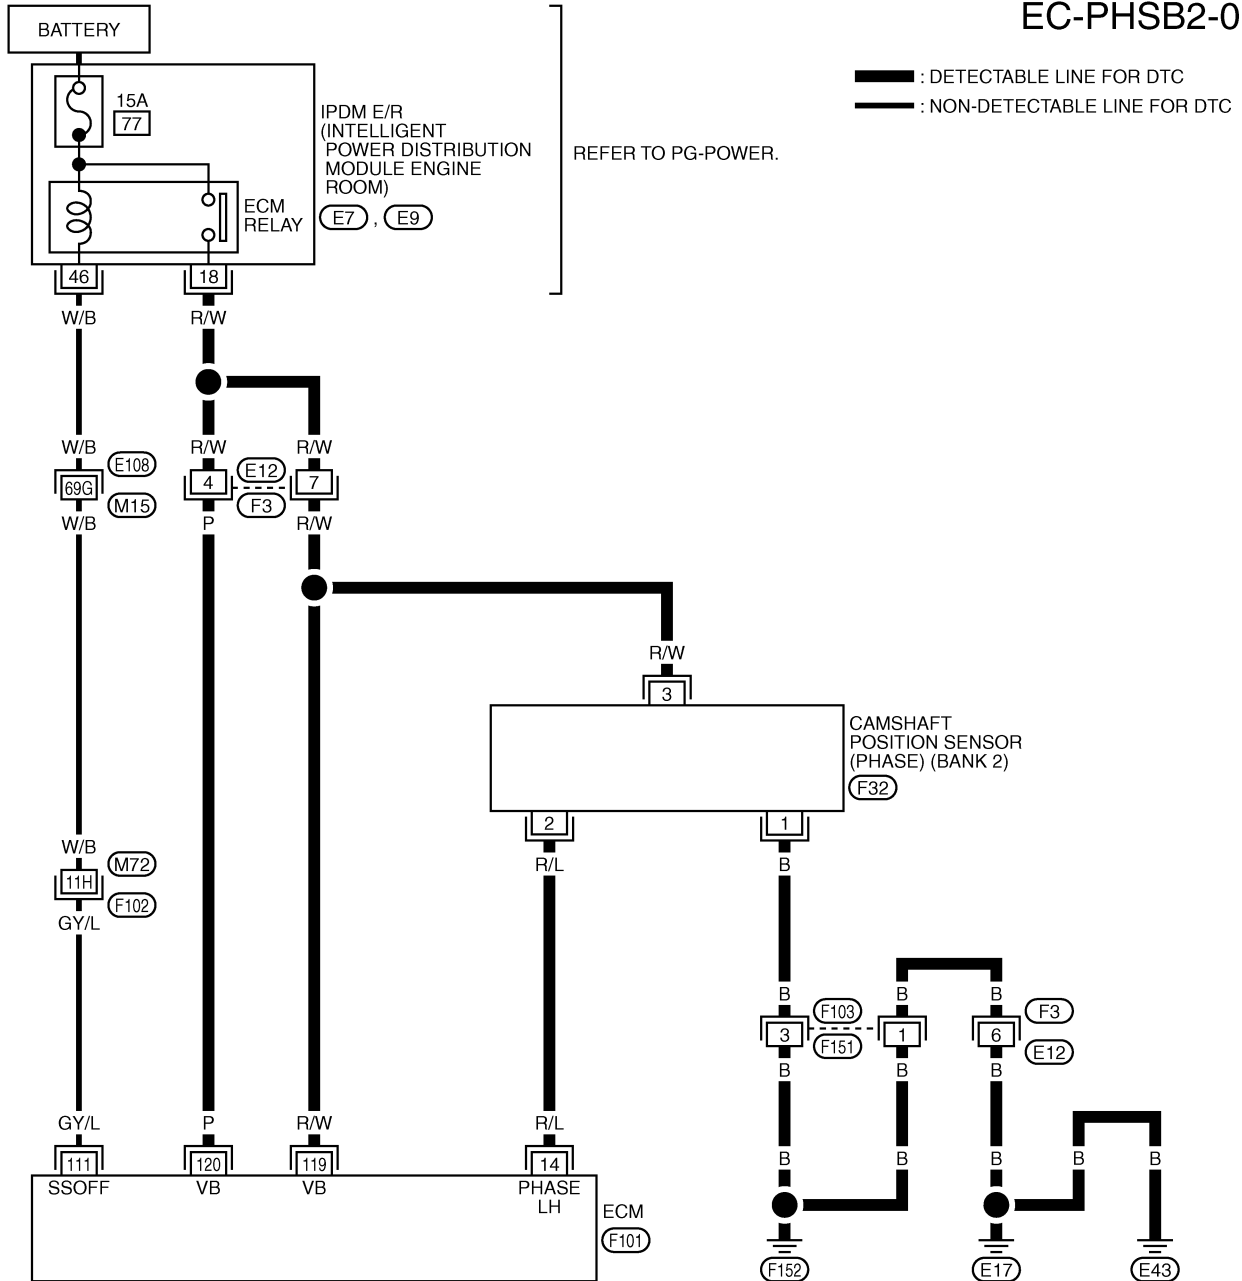 EC-PHSB2-0
BATTERY
: DETECTABLE LINE FOR DTC
: NON-DETECTABLE LINE FOR DTC
15A
77
IPDM E/R
(INTELLIGENT
POWER DISTRIBUTION
MODULE ENGINE
ROOM)
E7 , E9
REFER TO PG-POWER.
ECM
RELAY
46 18
W/B R/W
W/B R/W R/W
E108 E12
69G 4 7
M15 F3
W/B P R/W
R/W
3
CAMSHAFT
POSITION SENSOR
(PHASE) (BANK 2)
F32
2 1
R/L B
W/B
M72
11H
F102
GY/L
B B B
F103 F3
3 1 6
F151 E12
B B B
GY/L P R/W R/L
B B B B
111 120 119 14
SSOFF VB VB PHASE
LH
ECM
F101
F152 E17 E43